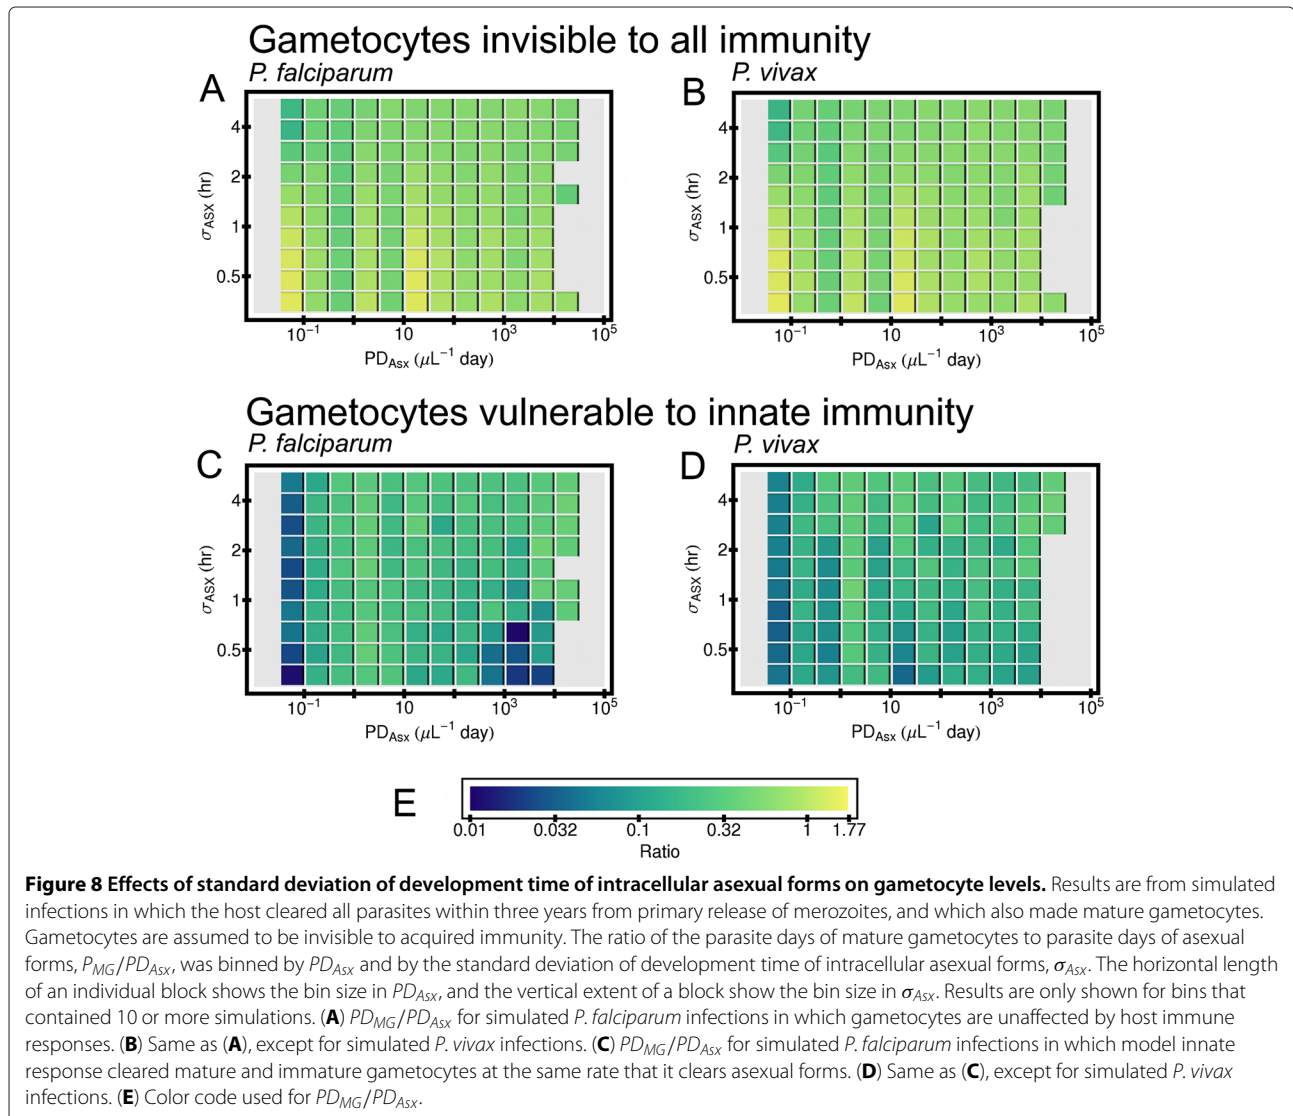 Gametocytes invisible to all immunity
A P. falciparum
B P. vivax
4
2
1
0.5
σAsx (hr)
10−1 10 103 105
PDAsx (μL−1 day)
4
2
1
0.5
σAsx (hr)
10−1 10 103 105
PDAsx (μL−1 day)
Gametocytes vulnerable to innate immunity
C P. falciparum
D P. vivax
4
2
1
0.5
σAsx (hr)
10−1 10 103 105
PDAsx (μL−1 day)
4
2
1
0.5
σAsx (hr)
10−1 10 103 105
PDAsx (μL−1 day)
E
0.01 0.032 0.1 0.32 1 1.77
Ratio
Figure 8 Effects of standard deviation of development time of intracellular asexual forms on gametocyte levels. Results are from simulated
infections in which the host cleared all parasites within three years from primary release of merozoites, and which also made mature gametocytes.
Gametocytes are assumed to be invisible to acquired immunity. The ratio of the parasite days of mature gametocytes to parasite days of asexual
forms, PMG/PDAsx, was binned by PDAsx and by the standard deviation of development time of intracellular asexual forms, σAsx. The horizontal length
of an individual block shows the bin size in PDAsx, and the vertical extent of a block show the bin size in σAsx. Results are only shown for bins that
contained 10 or more simulations. (A) PDMG/PDAsx for simulated P. falciparum infections in which gametocytes are unaffected by host immune
responses. (B) Same as (A), except for simulated P. vivax infections. (C) PDMG/PDAsx for simulated P. falciparum infections in which model innate
response cleared mature and immature gametocytes at the same rate that it clears asexual forms. (D) Same as (C), except for simulated P. vivax
infections. (E) Color code used for PDMG/PDAsx.